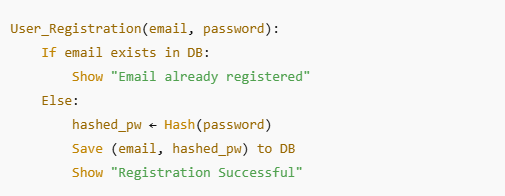 User_Registration(email, password):
    If email exists in DB:
        Show "Email already registered"
    Else:
        hashed_pw ← Hash(password)
        Save (email, hashed_pw) to DB
        Show "Registration Successful"